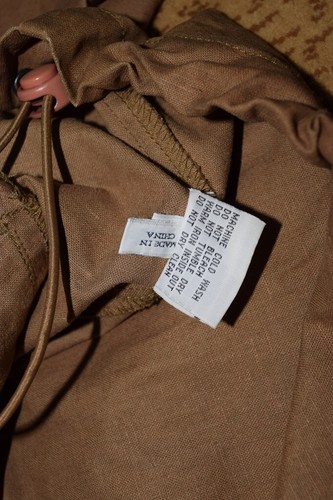 MACHINE COLD WASH
DO NOT BLEACH
DO NOT TUMBLE DRY
WARM IRON INSIDE OUT
DO NOT DRY CLEAN
MADE IN
CHINA